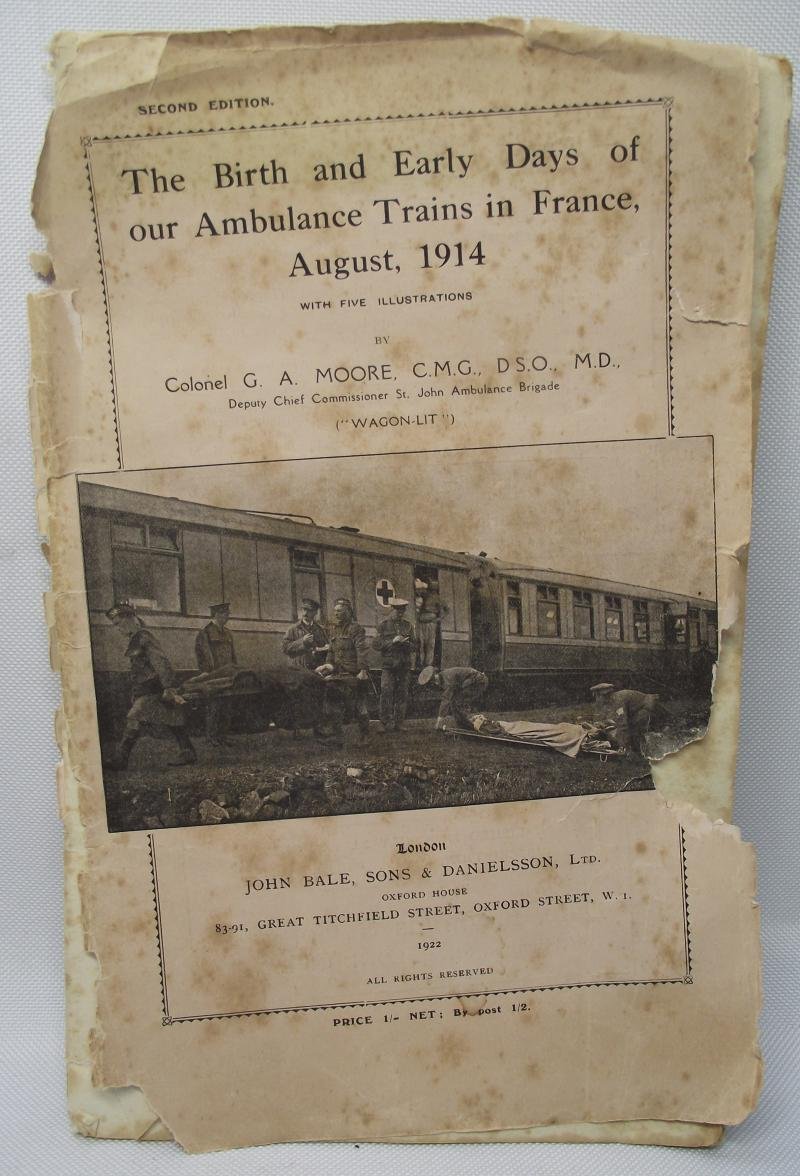 SECOND EDITION.
The Birth and Early Days of
our Ambulance Trains in France,
August, 1914
WITH FIVE ILLUSTRATIONS
BY
Colonel G. A. MOORE, C.M.G., D S.O., M.D.,
Deputy Chief Commissioner St. John Ambulance Brigade
("WAGON-LIT")
London
JOHN BALE, SONS & DANIELSSON, LTD.
OXFORD HOUSE
83-91, GREAT TITCHFIELD STREET, OXFORD STREET, W. 1.
1922
ALL RIGHTS RESERVED
PRICE 1/- NET; By post 1/2.